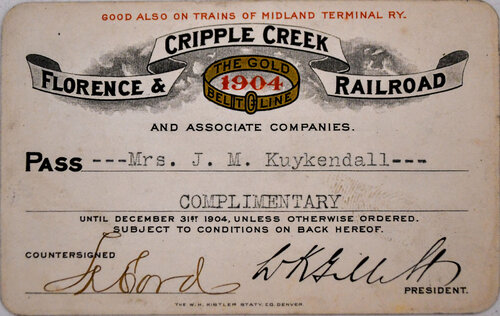 GOOD ALSO ON TRAINS OF MIDLAND TERMINAL RY.
CRIPPLE CREEK
FLORENCE &
THE GOLD
1904
BELT LINE
RAILROAD
AND ASSOCIATE COMPANIES.
PASS ---Mrs. J. M. Kuykendall---
COMPLIMENTARY
UNTIL DECEMBER 31ST 1904, UNLESS OTHERWISE ORDERED.
SUBJECT TO CONDITIONS ON BACK HEREOF.
COUNTERSIGNED
WKGillett
PRESIDENT.
THE W. H. KISTLER STATY. CO. DENVER.